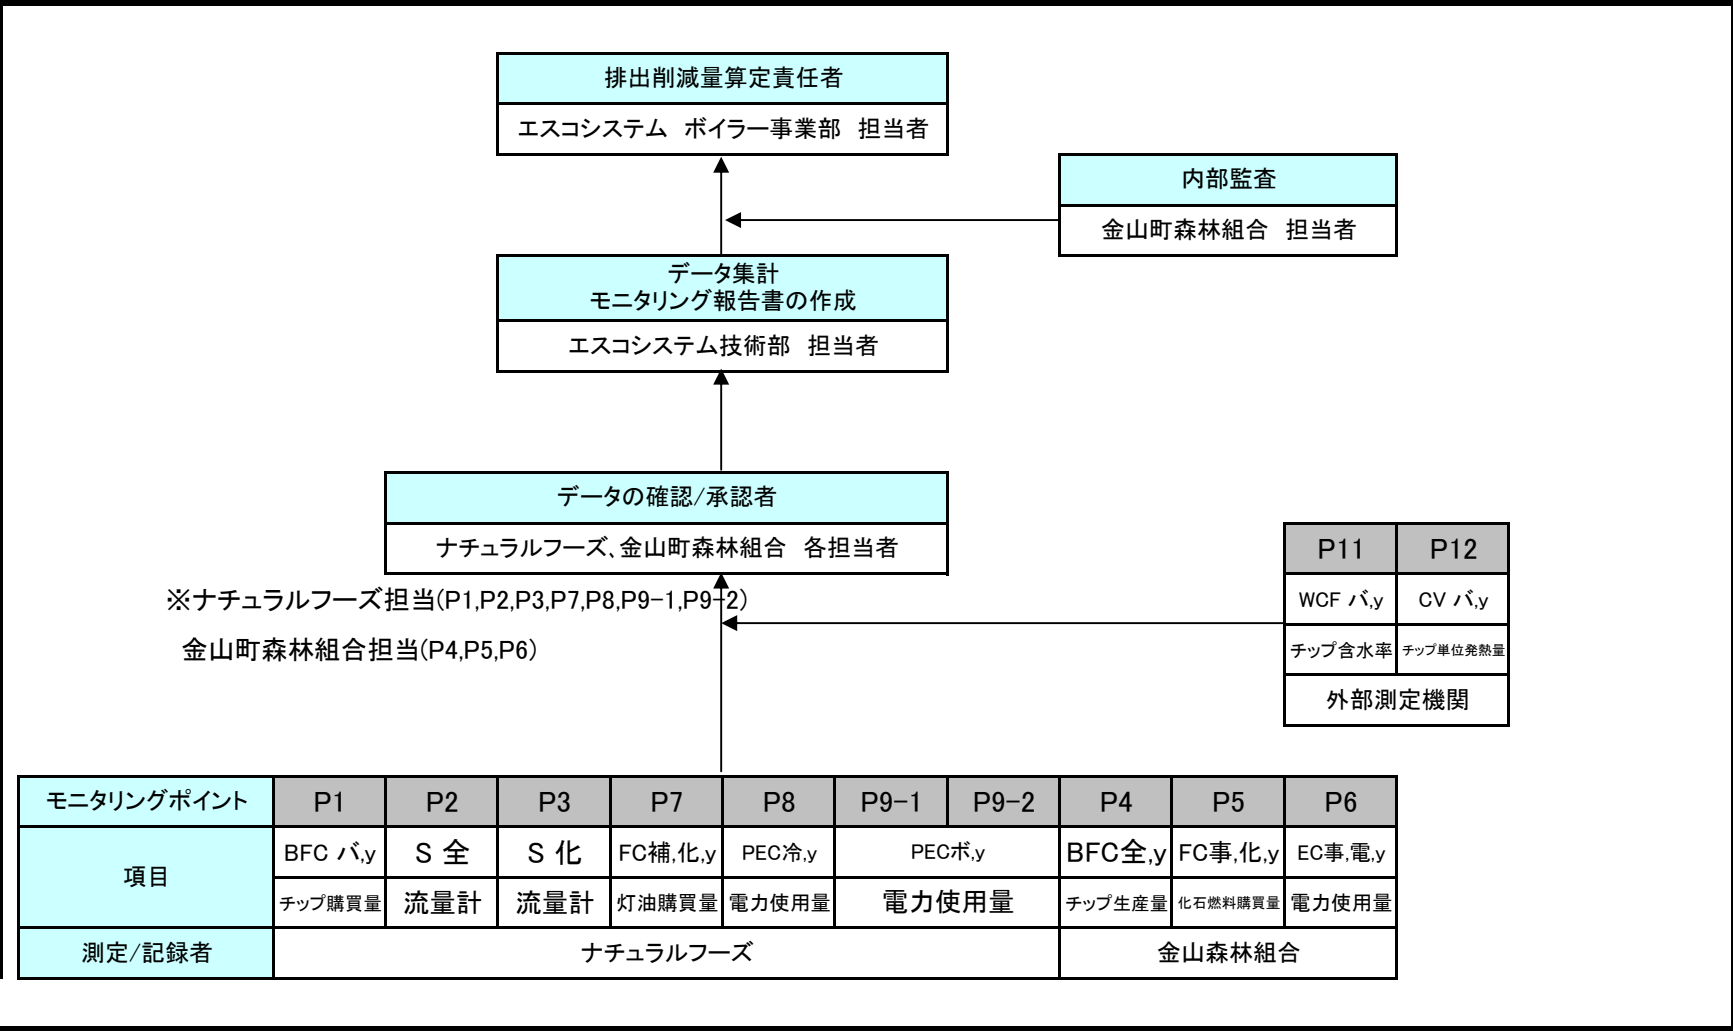 排出削減量算定責任者
エスコシステム　ボイラー事業部　担当者
内部監査
金山町森林組合　担当者
データ集計
モニタリング報告書の作成
エスコシステム技術部　担当者
データの確認/承認者
ナチュラルフーズ、金山町森林組合　各担当者
※ナチュラルフーズ担当(P1,P2,P3,P7,P8,P9-1,P9-2)
金山町森林組合担当(P4,P5,P6)
P11 P12
WCF バ,y CV バ,y
チップ含水率 チップ単位発熱量
外部測定機関
モニタリングポイント P1 P2 P3 P7 P8 P9-1 P9-2 P4 P5 P6
項目
BFC バ,y S 全 S 化 FC補,化,y PEC冷,y PECボ,y BFC全,y FC事,化,y EC事,電,y
チップ購買量 流量計 流量計 灯油購買量 電力使用量 電力使用量 チップ生産量 化石燃料購買量 電力使用量
測定/記録者 ナチュラルフーズ 金山森林組合